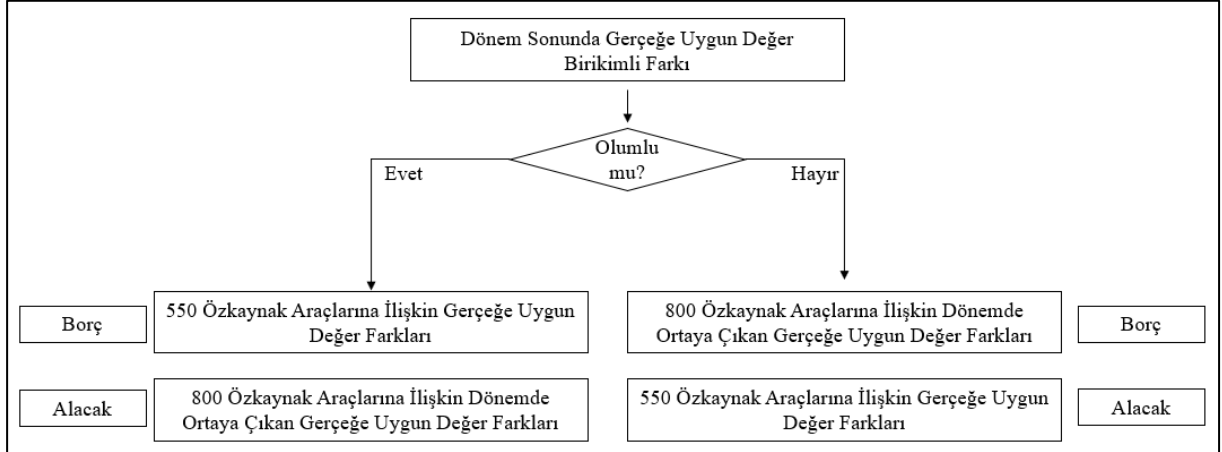 Dönem Sonunda Gerçeğe Uygun Değer
Birikimli Farkı
Olumlu
mu?
Evet
Hayır
Borç
550 Özkaynak Araçlarına İlişkin Gerçeğe Uygun
Değer Farkları
800 Özkaynak Araçlarına İlişkin Dönemde
Ortaya Çıkan Gerçeğe Uygun Değer Farkları
Borç
Alacak
800 Özkaynak Araçlarına İlişkin Dönemde
Ortaya Çıkan Gerçeğe Uygun Değer Farkları
550 Özkaynak Araçlarına İlişkin Gerçeğe Uygun
Değer Farkları
Alacak